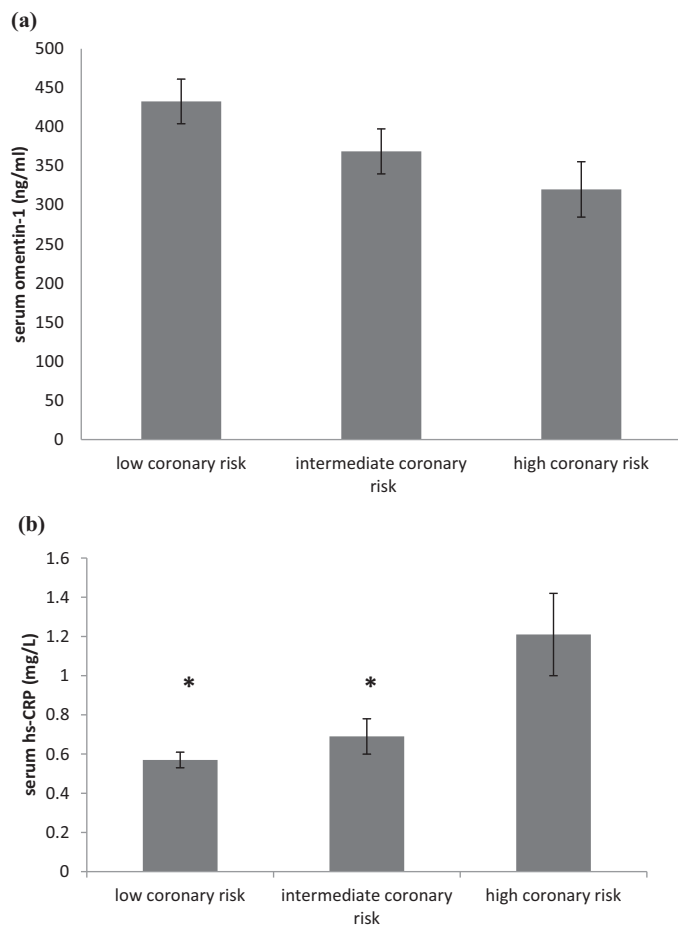 (a)
500
450
400
350
300
250
200
150
100
50
0
serum omentin-1 (ng/ml)
low coronary risk
intermediate coronary
risk
high coronary risk
(b)
1.6
1.4
1.2
1
0.8
0.6
0.4
0.2
0
serum hs-CRP (mg/L)
*
*
low coronary risk
intermediate coronary
risk
high coronary risk